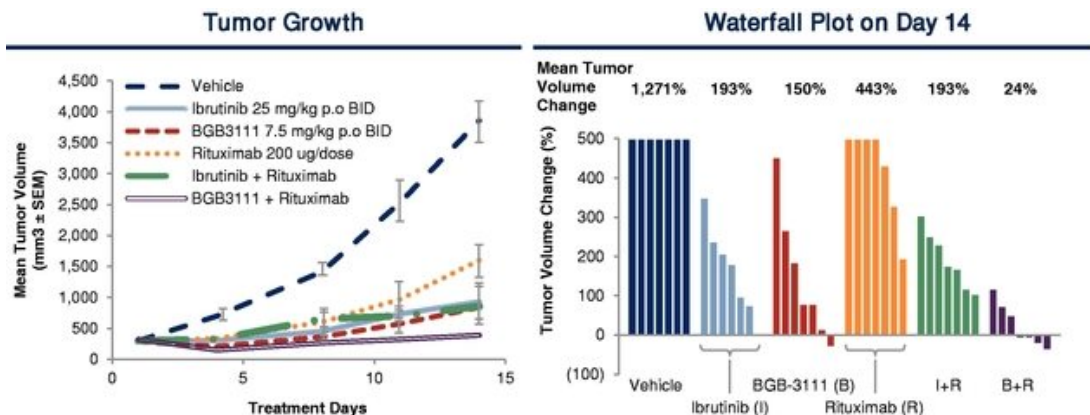 Tumor Growth
Mean Tumor Volume
(mm3 ± SEM)
4,500
4,000
3,500
3,000
2,500
2,000
1,500
1,000
500
0
Vehicle
Ibrutinib 25 mg/kg p.o BID
BGB3111 7.5 mg/kg p.o BID
Rituximab 200 ug/dose
Ibrutinib + Rituximab
BGB3111 + Rituximab
0 5 10 15
Treatment Days
Waterfall Plot on Day 14
Mean Tumor
Volume
Change
1,271% 193% 150% 443% 193% 24%
Tumor Volume Change (%)
500
400
300
200
100
0
(100)
Vehicle BGB-3111 (B) I+R B+R
Ibrutinib (I) Rituximab (R)